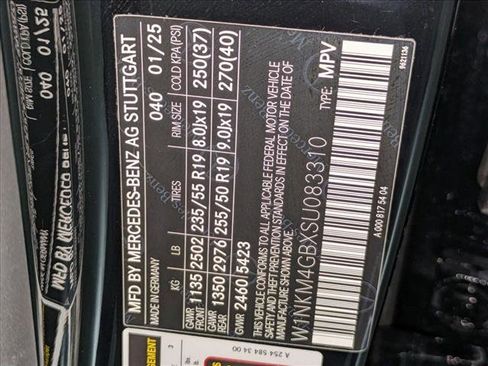 MFD BY MERCEDES-BENZ AG STUTTGART
MADE IN GERMANY 040 01/25
KG LB TIRES RIM SIZE COLD KPA(PSI)
GAWR FRONT 1135 2502 235/55 R19 8.0Jx19 250(37)
GAWR REAR 1350 2976 255/50 R19 9.0Jx19 270(40)
GVWR 2460 5423
THIS VEHICLE CONFORMS TO ALL APPLICABLE FEDERAL MOTOR VEHICLE
SAFETY AND THEFT PREVENTION STANDARDS IN EFFECT ON THE DATE OF
MANUFACTURE SHOWN ABOVE.
W1NKM4GBXSU083310 TYPE: MPV
A 000 817 54 04
9621136
A 254 584 34 00